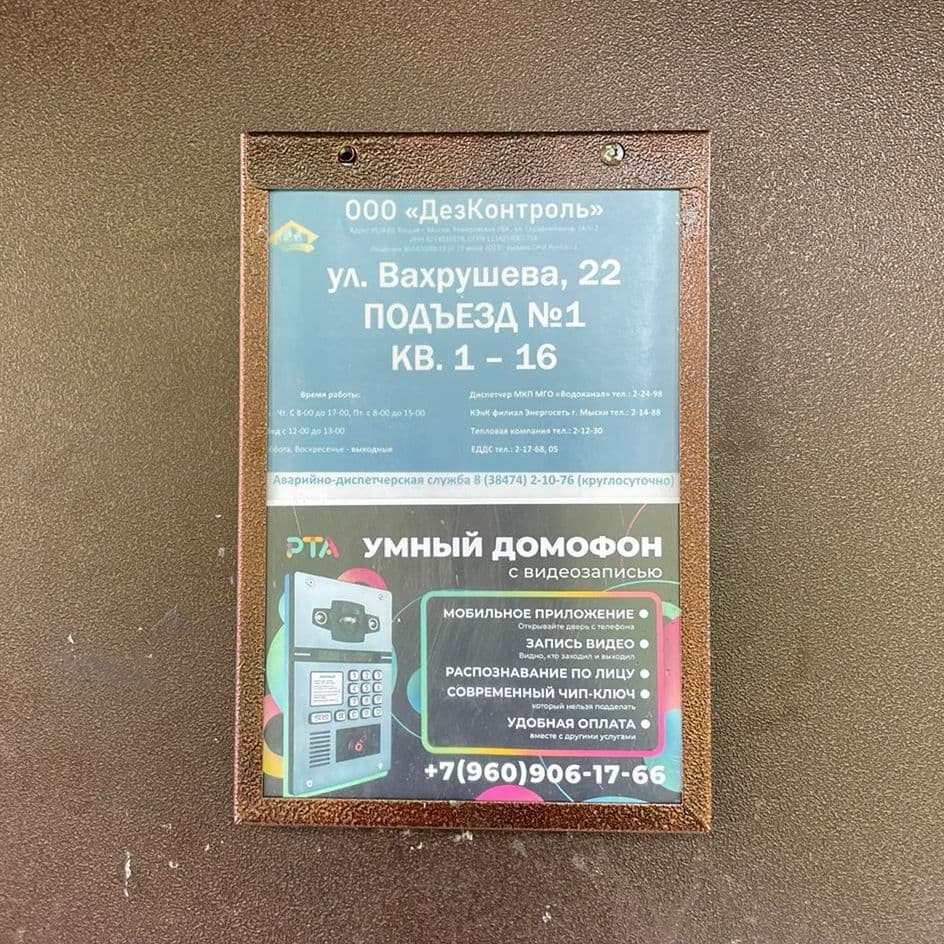 ООО «ДезКонтроль»
ул. Вахрушева, 22
ПОДЪЕЗД №1
КВ. 1 – 16
Время работы:
Чт. С 8-00 до 17-00, Пт. с 8-00 до 15-00
с 12-00 до 13-00
Воскресенье - выходные
Диспетчер МКП МГО «Водоканал» тел.: 2-24-98
КЭнК филиал Энергосеть г. Мыски тел.: 2-14-88
Тепловая компания тел.: 2-12-30
ЕДДС тел.: 2-17-68, 05
Аварийно-диспетчерская служба 8 (38474) 2-10-76 (круглосуточно)
РТА УМНЫЙ ДОМОФОН
с видеозаписью
МОБИЛЬНОЕ ПРИЛОЖЕНИЕ
Открывайте дверь с телефона
ЗАПИСЬ ВИДЕО
Видно, кто заходил и выходил
РАСПОЗНАВАНИЕ ПО ЛИЦУ
СОВРЕМЕННЫЙ ЧИП-КЛЮЧ
который нельзя подделать
УДОБНАЯ ОПЛАТА
вместе с другими услугами
+7(960)906-17-66